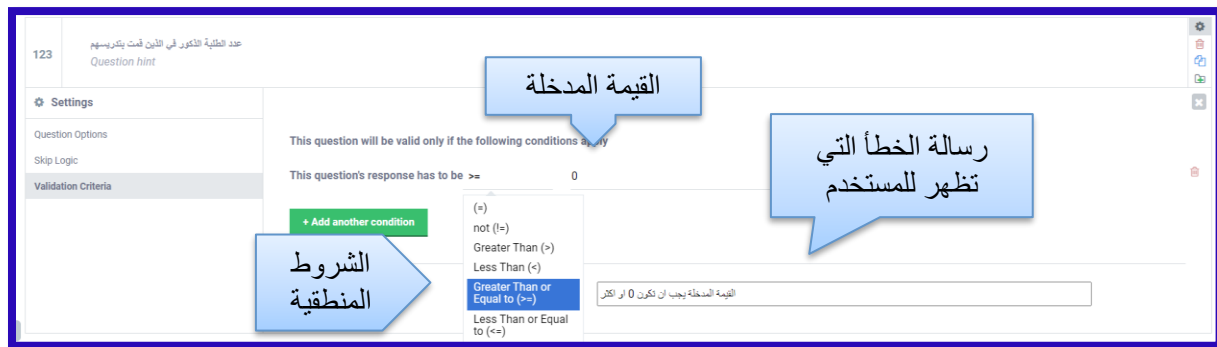 123
عدد الطلبة الذكور في الذين قمت بتدريسهم
Question hint
Settings
Question Options
Skip Logic
Validation Criteria
القيمة المدخلة
This question will be valid only if the following conditions apply
رسالة الخطأ التي
تظهر للمستخدم
This question's response has to be >= 0
+ Add another condition
(=)
not (!=)
Greater Than (>)
Less Than (<)
Greater Than or
Equal to (>=)
Less Than or Equal
to (<=)
الشروط
المنطقية
القيمة المدخلة يجب ان تكون 0 او اكثر